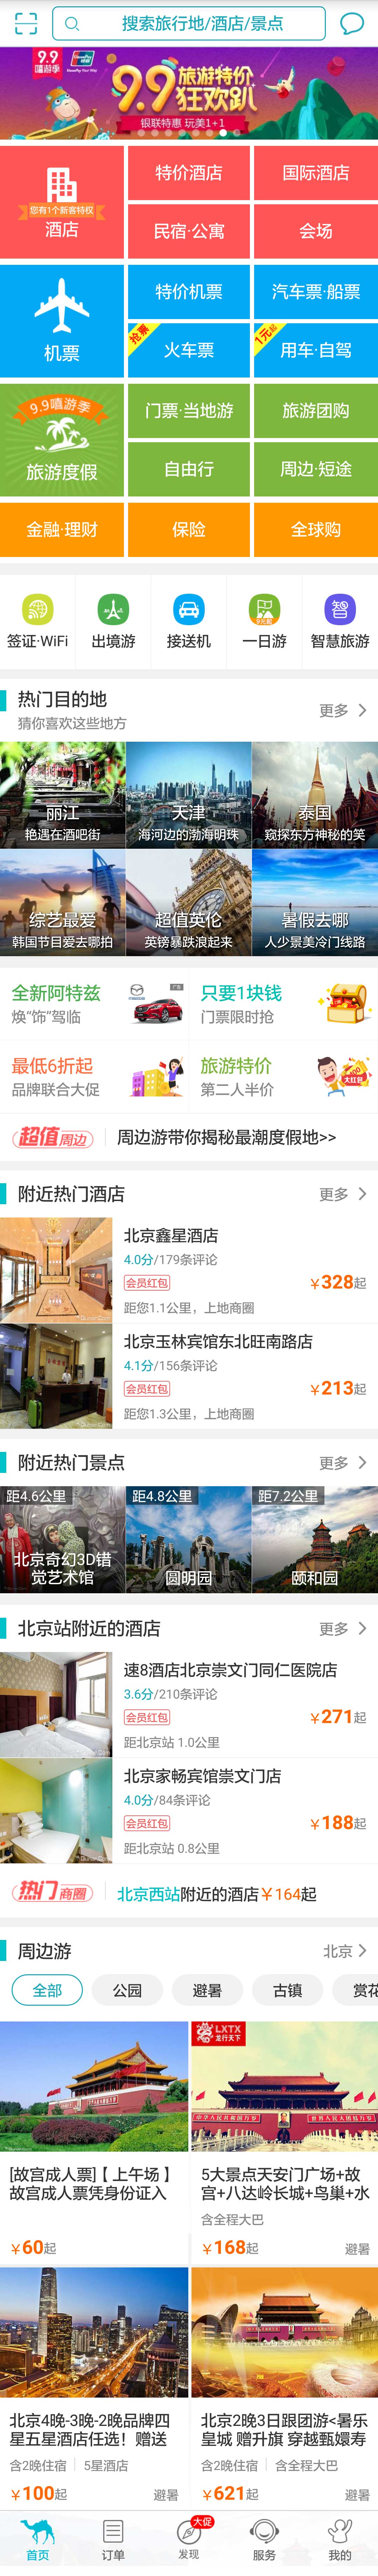 搜索旅行地/酒店/景点
9.9
嗨游季
9.9旅游特价
狂欢趴
银联特惠 玩美1+1
您有1个新客特权
酒店
特价酒店
国际酒店
民宿·公寓
会场
机票
特价机票
汽车票·船票
抢票
火车票
1元起
用车·自驾
9.9嘻游季
旅游度假
门票·当地游
旅游团购
自由行
周边·短途
金融·理财
保险
全球购
签证·WiFi
出境游
接送机
9元起
一日游
智
智慧旅游
热门目的地
猜你喜欢这些地方
更多
丽江
艳遇在酒吧街
天津
海河边的渤海明珠
泰国
窥探东方神秘的笑
综艺最爱
韩国节目爱去哪拍
超值英伦
英镑暴跌浪起来
暑假去哪
人少景美冷门线路
全新阿特兹
焕“饰”驾临
广告
只要1块钱
门票限时抢
最低6折起
品牌联合大促
旅游特价
第二人半价
大红包
超值周边
周边游带你揭秘最潮度假地>>
附近热门酒店
更多
北京鑫星酒店
4.0分/179条评论
会员红包
¥328起
距您1.1公里，上地商圈
北京玉林宾馆东北旺南路店
4.1分/156条评论
会员红包
¥213起
距您1.3公里，上地商圈
附近热门景点
更多
距4.6公里
北京奇幻3D错
觉艺术馆
距4.8公里
圆明园
距7.2公里
颐和园
北京站附近的酒店
更多
速8酒店北京崇文门同仁医院店
3.6分/210条评论
会员红包
¥271起
距北京站 1.0公里
北京家畅宾馆崇文门店
4.0分/84条评论
会员红包
¥188起
距北京站 0.8公里
热门商圈
北京西站附近的酒店¥164起
周边游
北京
全部
公园
避暑
古镇
赏花
[故宫成人票]【上午场】
故宫成人票凭身份证入
¥60起
LXTX
龙行天下
5大景点天安门广场+故
宫+八达岭长城+鸟巢+水
含全程大巴
¥168起
避暑
北京4晚-3晚-2晚品牌四
星五星酒店任选！赠送
含2晚住宿
5星酒店
¥100起
避暑
北京2晚3日跟团游<暑乐
皇城 赠升旗 穿越甄嬛寿
含2晚住宿
含全程大巴
¥621起
避暑
首页
订单
大促
发现
服务
我的